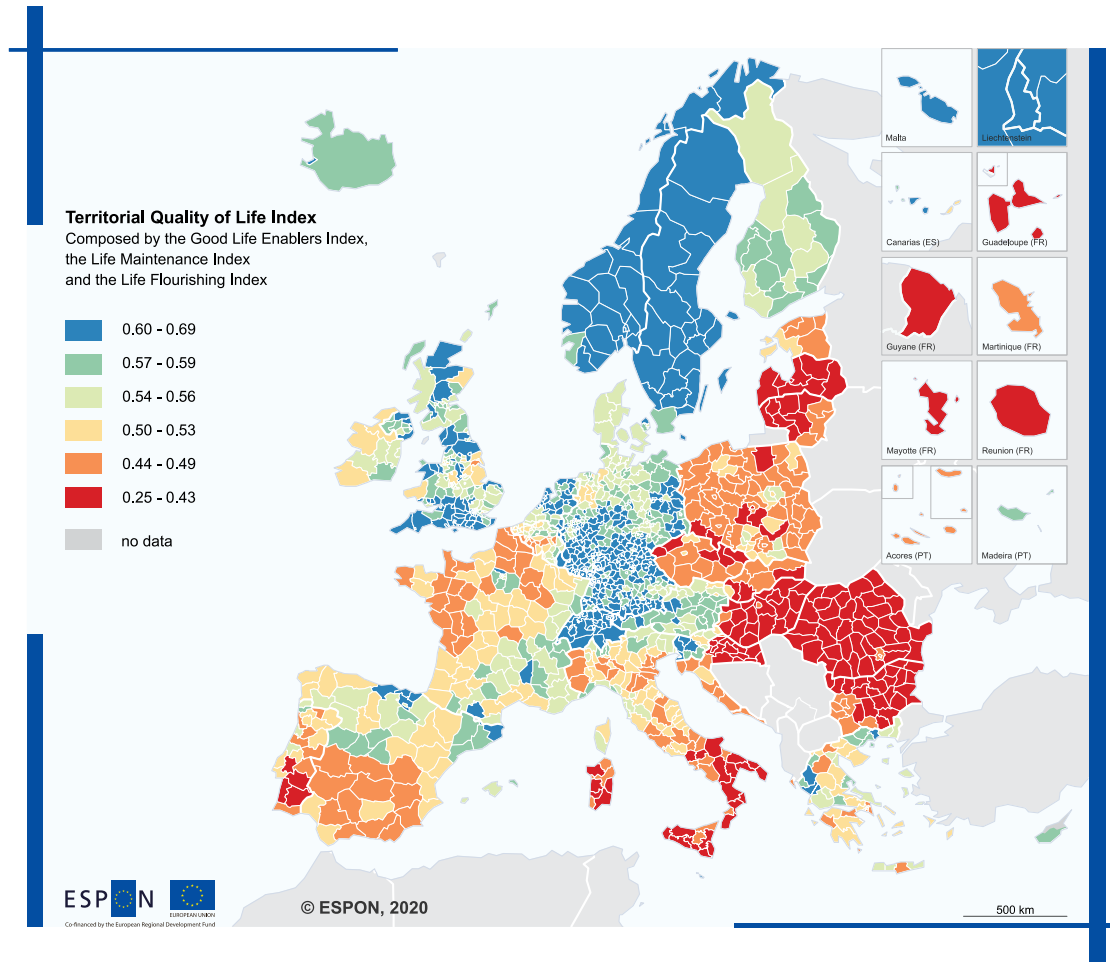 Territorial Quality of Life Index
Composed by the Good Life Enablers Index,
the Life Maintenance Index
and the Life Flourishing Index
0.60 - 0.69
0.57 - 0.59
0.54 - 0.56
0.50 - 0.53
0.44 - 0.49
0.25 - 0.43
no data
Malta
Liechtenstein
Canarias (ES)
Guadeloupe (FR)
Guyane (FR)
Martinique (FR)
Mayotte (FR)
Reunion (FR)
Acores (PT)
Madeira (PT)
ESPON
EUROPEAN UNION
Co-financed by the European Regional Development Fund
© ESPON, 2020
500 km